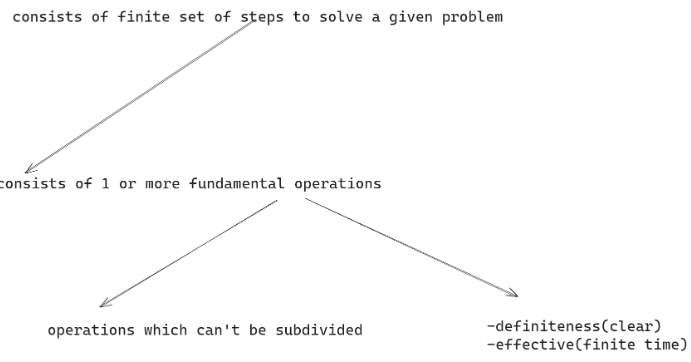 consists of finite set of steps to solve a given problem
consists of 1 or more fundamental operations
operations which can't be subdivided
-definiteness(clear)
-effective(finite time)